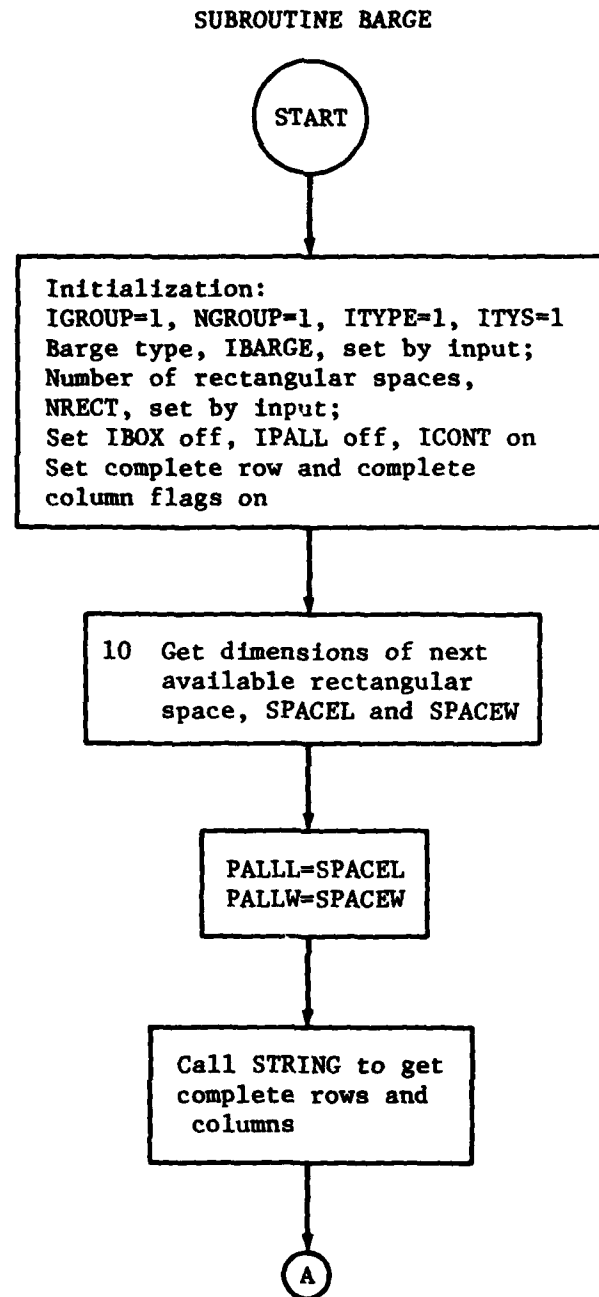 SUBROUTINE BARGE
START
Initialization:
IGROUP=1, NGROUP=1, ITYPE=1, ITYS=1
Barge type, IBARGE, set by input;
Number of rectangular spaces,
NRECT, set by input;
Set IBOX off, IPALL off, ICONT on
Set complete row and complete
column flags on
10 Get dimensions of next
available rectangular
space, SPACEL and SPACEW
PALLL=SPACEL
PALLW=SPACEW
Call STRING to get
complete rows and
columns
A